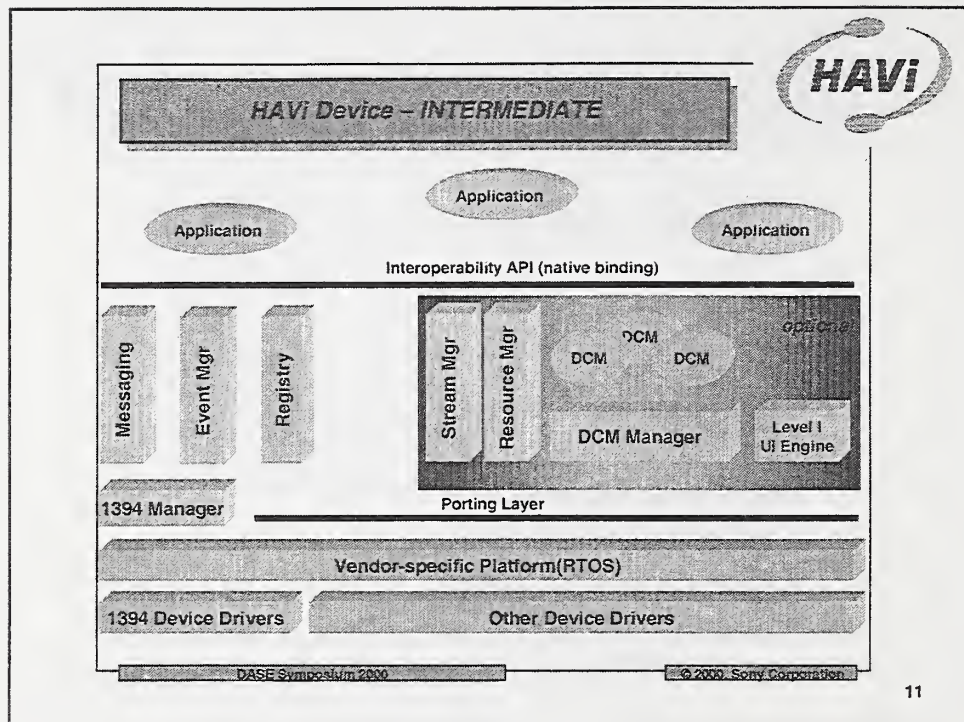 HAVi
HAVi Device – INTERMEDIATE
Application
Application
Application
Interoperability API (native binding)
Messaging
Event Mgr
Registry
Stream Mgr
Resource Mgr
optional
DCM
DCM
DCM
DCM Manager
Level I
UI Engine
1394 Manager
Porting Layer
Vendor-specific Platform(RTOS)
1394 Device Drivers
Other Device Drivers
DASE Symposium 2000
© 2000, Sony Corporation
11